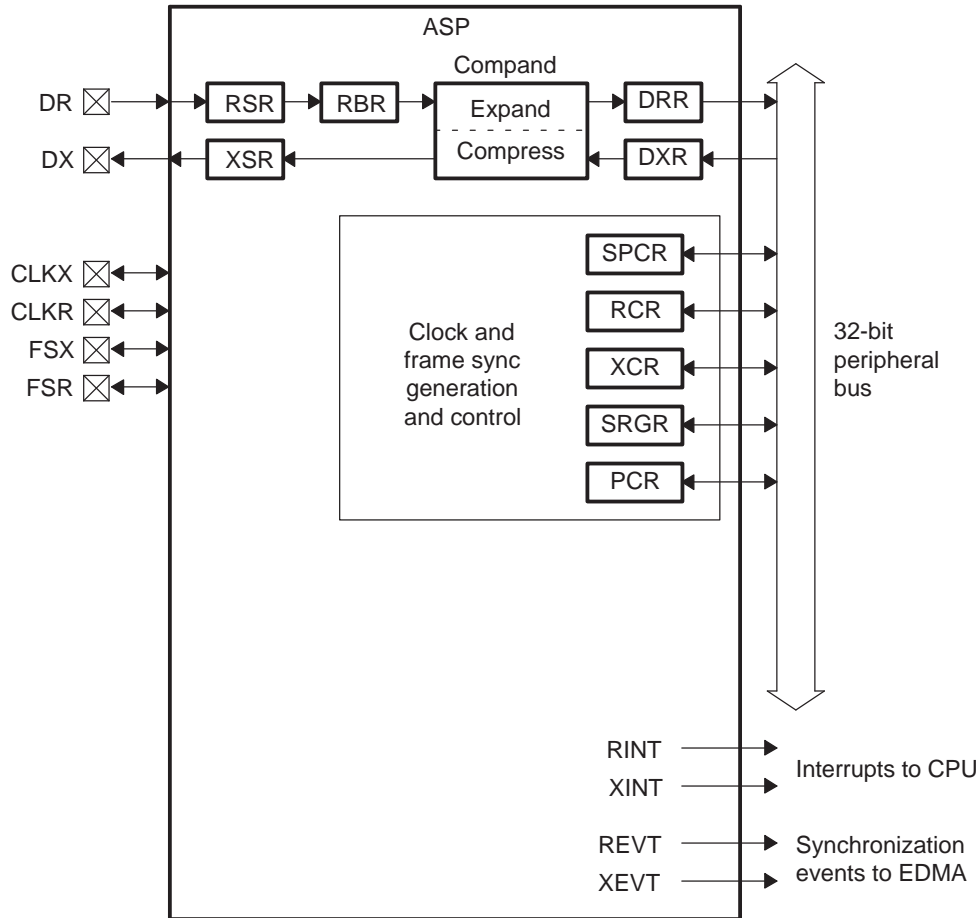 ASP
Compand
DR
RSR
RBR
Expand
DRR
DX
XSR
Compress
DXR
SPCR
CLKX
CLKR
FSX
FSR
RCR
Clock and
frame sync
generation
and control
XCR
SRGR
PCR
32-bit
peripheral
bus
RINT
XINT
Interrupts to CPU
REVT
XEVT
Synchronization
events to EDMA